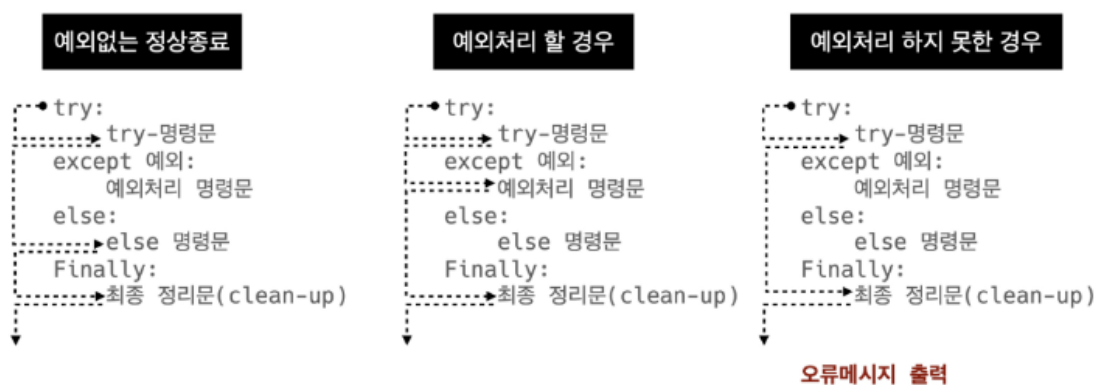 예외없는 정상종료
try:
try-명령문
except 예외:
예외처리 명령문
else:
else 명령문
Finally:
최종 정리문(clean-up)
예외처리 할 경우
try:
try-명령문
except 예외:
예외처리 명령문
else:
else 명령문
Finally:
최종 정리문(clean-up)
예외처리 하지 못한 경우
try:
try-명령문
except 예외:
예외처리 명령문
else:
else 명령문
Finally:
최종 정리문(clean-up)
오류메시지 출력